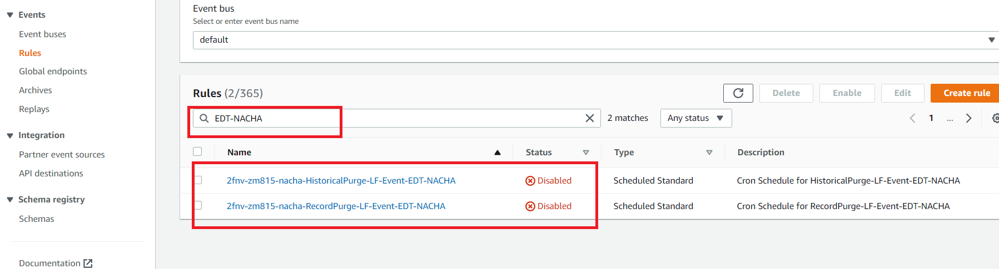 Events
Event buses
Rules
Global endpoints
Archives
Replays
Integration
Partner event sources
API destinations
Schema registry
Schemas
Documentation
Event bus
Select or enter event bus name
default
Rules (2/365)
Delete
Enable
Edit
Create rule
EDT-NACHA
2 matches
Any status
1
...
Name Status Type Description
2fnv-zm815-nacha-HistoricalPurge-LF-Event-EDT-NACHA Disabled Scheduled Standard Cron Schedule for HistoricalPurge-LF-Event-EDT-NACHA
2fnv-zm815-nacha-RecordPurge-LF-Event-EDT-NACHA Disabled Scheduled Standard Cron Schedule for RecordPurge-LF-Event-EDT-NACHA